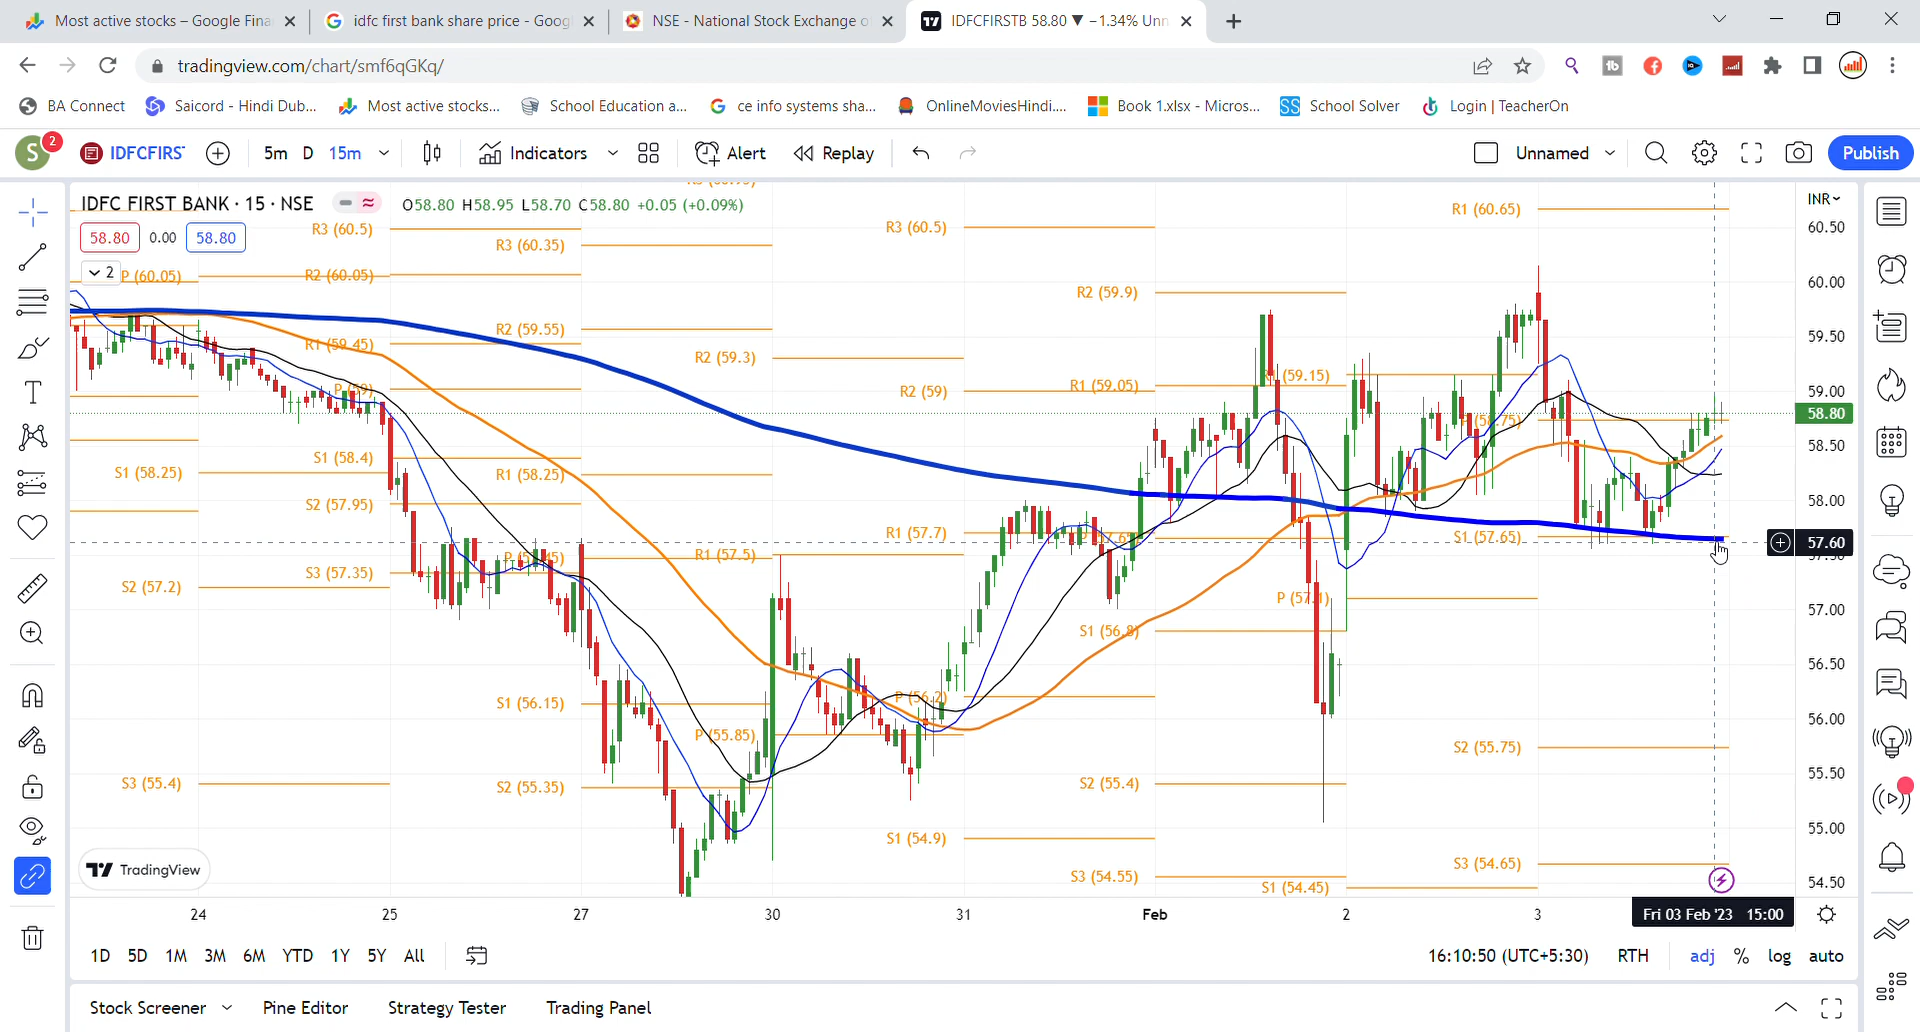 Most active stocks – Google Fina
idfc first bank share price - Goog
NSE - National Stock Exchange o
IDFCFIRSTB 58.80 ▼ −1.34% Unn
tradingview.com/chart/smf6qGKq/
BA Connect
Saicord - Hindi Dub...
Most active stocks...
School Education a...
ce info systems sha...
OnlineMoviesHindi....
Book 1.xlsx - Micros...
School Solver
Login | TeacherOn
S
2
IDFCFIRS
5m D 15m
Indicators
Alert
Replay
Unnamed
Publish
IDFC FIRST BANK · 15 · NSE
O58.80 H58.95 L58.70 C58.80 +0.05 (+0.09%)
58.80 0.00 58.80
2
INR
P (60.05)
S1 (58.25)
S2 (57.2)
S3 (55.4)
R3 (60.5)
R2 (60.05)
R1 (59.45)
P (59)
S1 (58.4)
S2 (57.95)
S3 (57.35)
R3 (60.35)
R2 (59.55)
R1 (58.25)
S1 (56.15)
S2 (55.35)
R2 (59.3)
R1 (57.5)
P (55.85)
R3 (60.5)
R2 (59)
R1 (57.7)
P (56.2)
S1 (54.9)
R2 (59.9)
R1 (59.05)
P (57.65)
S1 (56.8)
S2 (55.4)
S3 (54.55)
R1 (59.15)
P (57.1)
S1 (54.45)
R1 (60.65)
P (58.75)
S1 (57.65)
S2 (55.75)
S3 (54.65)
60.50
60.00
59.50
59.00
58.80
58.50
58.00
57.60
57.00
56.50
56.00
55.50
55.00
54.50
TradingView
24 25 27 30 31 Feb 2 3
Fri 03 Feb '23 15:00
1D 5D 1M 3M 6M YTD 1Y 5Y All
16:10:50 (UTC+5:30) RTH adj % log auto
Stock Screener
Pine Editor
Strategy Tester
Trading Panel